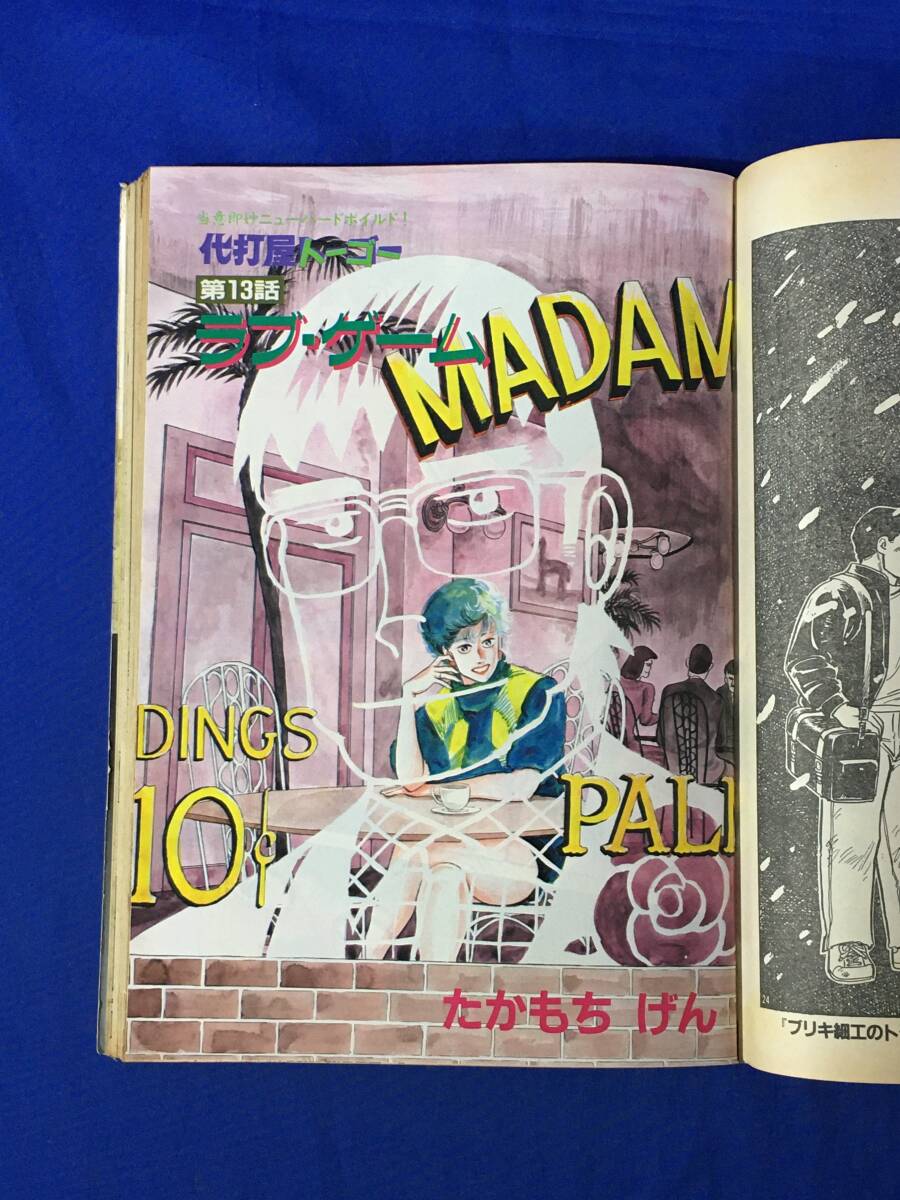 当意即妙ニューハードボイルド!
代打屋トーゴー
第13話
ラブ・ゲーム
MADAM
DINGS
10¢
PAL
たかもち げん
24
「ブリキ細工のト